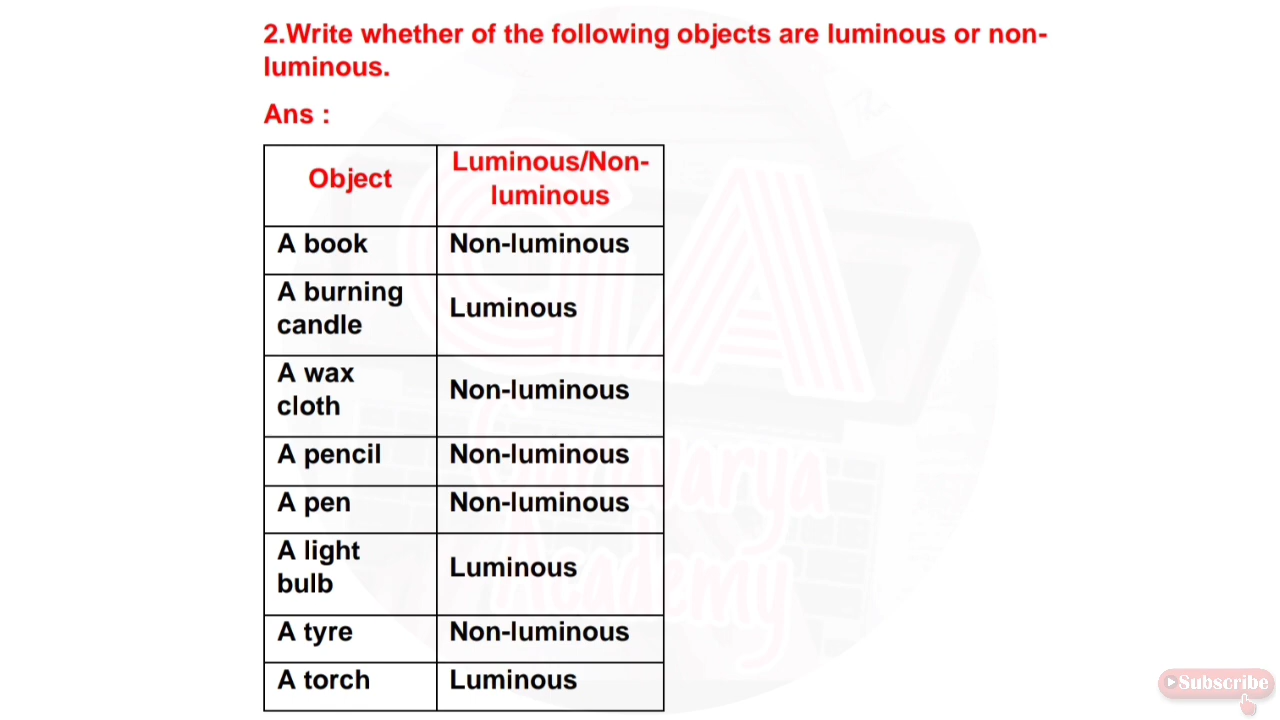 2.Write whether of the following objects are luminous or non-
luminous.
Ans :
Object
Luminous/Non-
luminous
A book
Non-luminous
A burning
candle
Luminous
A wax
cloth
Non-luminous
A pencil
Non-luminous
A pen
Non-luminous
A light
bulb
Luminous
A tyre
Non-luminous
A torch
Luminous
GA
Academy
Subscribe